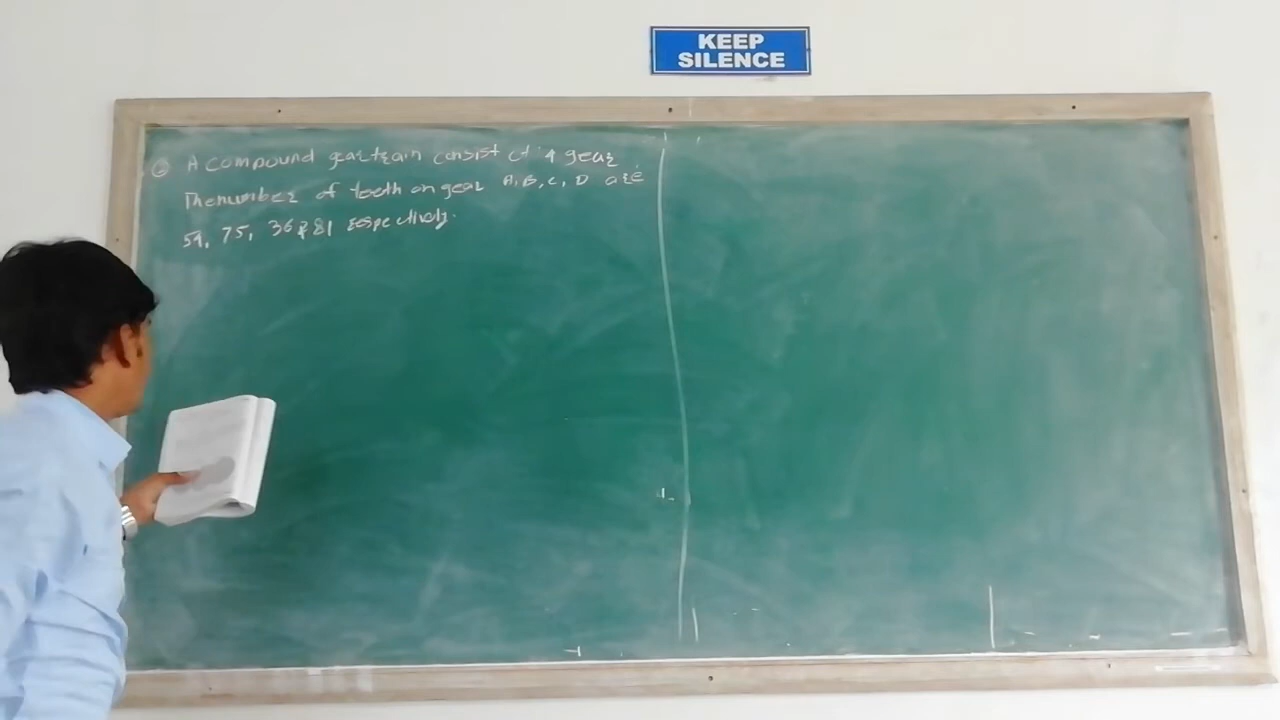 KEEP
SILENCE
A compound gear train consist of 4 gear
The number of teeth on gear A, B, C, D are
54, 75, 36 & 81 respectively.